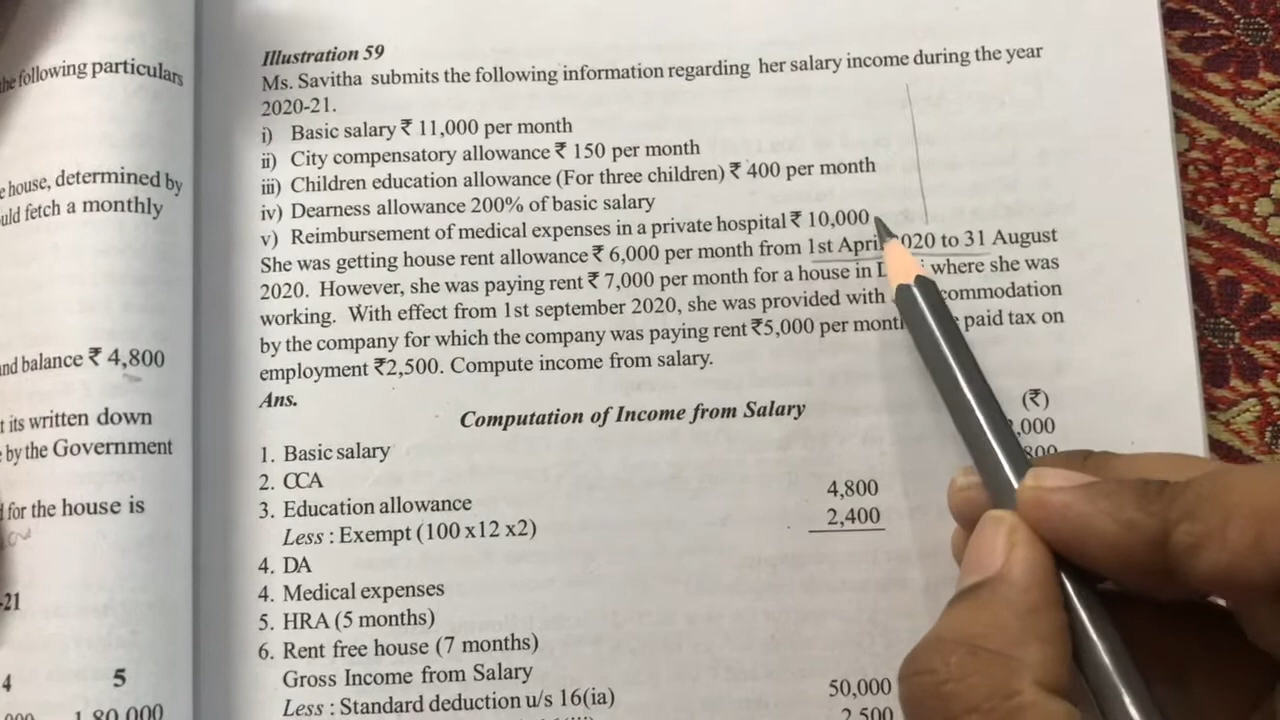 the following particulars
e house, determined by
uld fetch a monthly
and balance ₹ 4,800
t its written down
by the Government
d for the house is
-21
4 5
1,80,000
Illustration 59
Ms. Savitha submits the following information regarding her salary income during the year
2020-21.
i) Basic salary ₹ 11,000 per month
ii) City compensatory allowance ₹ 150 per month
iii) Children education allowance (For three children) ₹ 400 per month
iv) Dearness allowance 200% of basic salary
v) Reimbursement of medical expenses in a private hospital ₹ 10,000
She was getting house rent allowance ₹ 6,000 per month from 1st April 2020 to 31 August
2020. However, she was paying rent ₹ 7,000 per month for a house in where she was
working. With effect from 1st september 2020, she was provided with commodation
by the company for which the company was paying rent ₹5,000 per mont paid tax on
employment ₹2,500. Compute income from salary.
Ans.
Computation of Income from Salary (₹)
1. Basic salary ,000
2. CCA 800
3. Education allowance 4,800
Less : Exempt (100 x12 x2) 2,400
4. DA
4. Medical expenses
5. HRA (5 months)
6. Rent free house (7 months)
Gross Income from Salary
Less : Standard deduction u/s 16(ia) 50,000
2,500